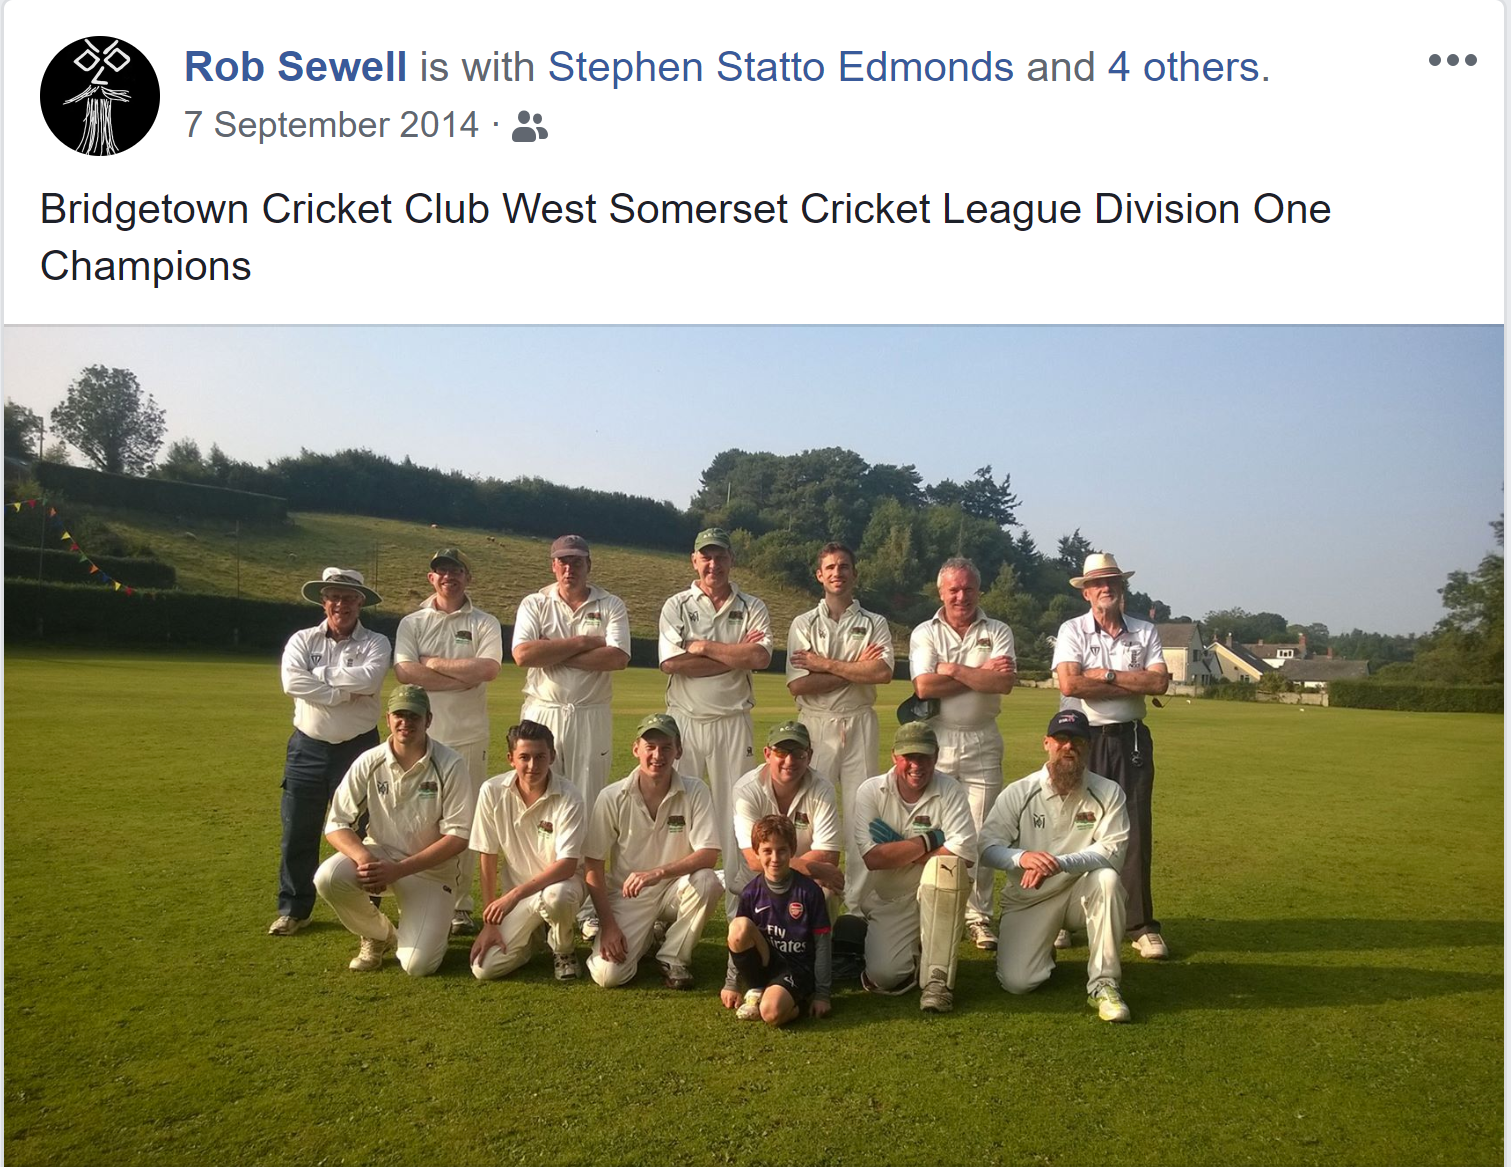 Rob Sewell is with Stephen Statto Edmonds and 4 others.
7 September 2014 ·
Bridgetown Cricket Club West Somerset Cricket League Division One
Champions
Fly